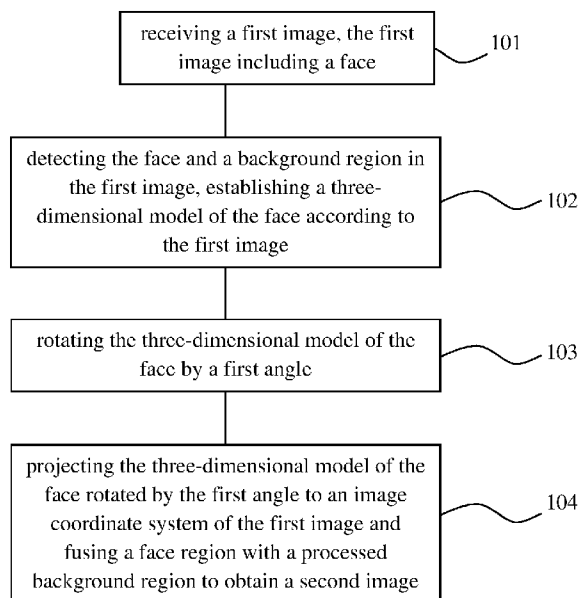 receiving a first image, the first
image including a face
101
detecting the face and a background region in
the first image, establishing a three-
dimensional model of the face according to
the first image
102
rotating the three-dimensional model of the
face by a first angle
103
projecting the three-dimensional model of the
face rotated by the first angle to an image
coordinate system of the first image and
fusing a face region with a processed
background region to obtain a second image
104